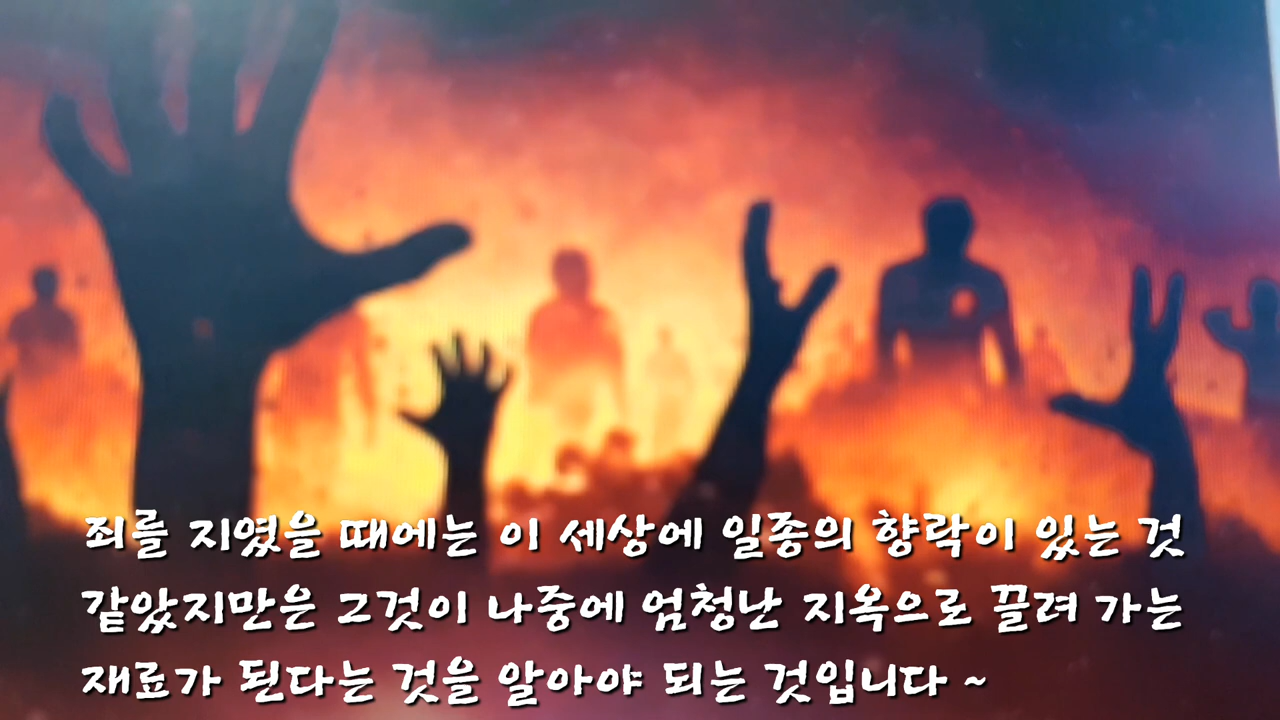 죄를 지였을 때에는 이 세상에 일종의 향락이 있는 것
같았지만은 그것이 나중에 엄청난 지옥으로 끌려 가는
재료가 된다는 것을 알아야 되는 것입니다 ~